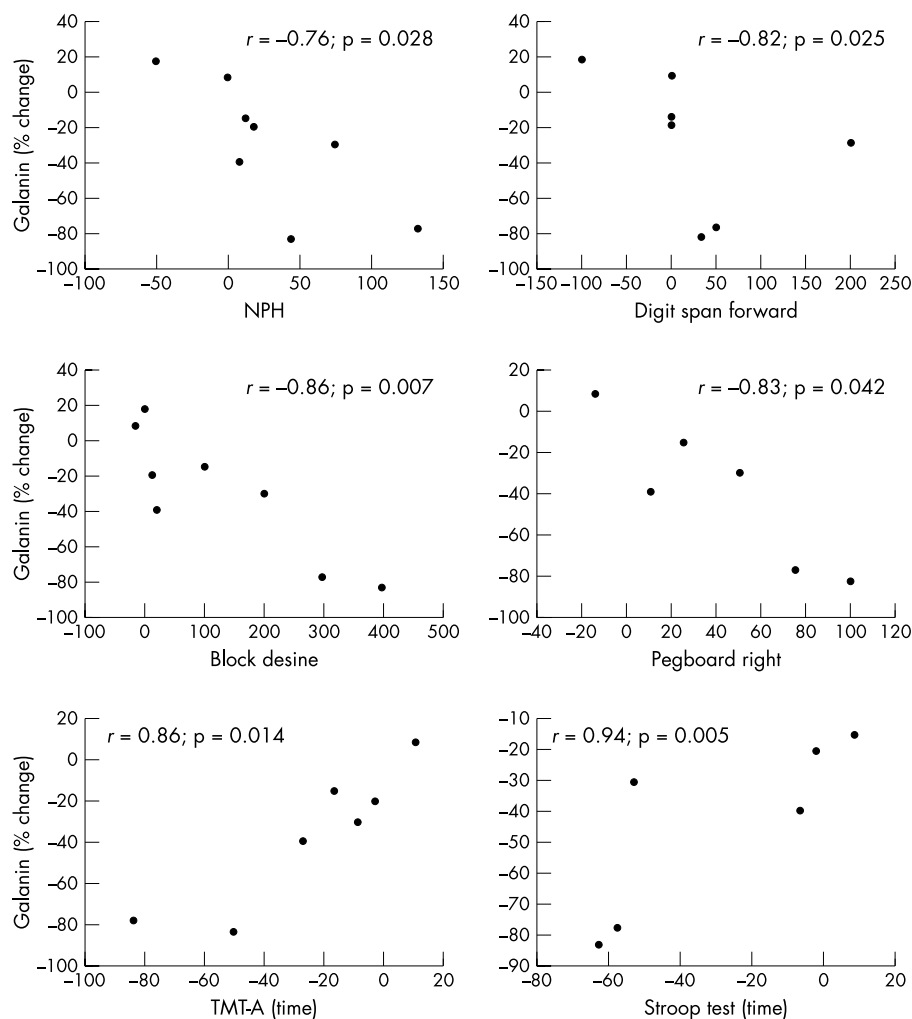 40
20
0
−20
−40
−60
−80
−100
Galanin (% change)
r = −0.76; p = 0.028
−100 −50 0 50 100 150
NPH
40
20
0
−20
−40
−60
−80
−100
r = −0.82; p = 0.025
−150 −100 −50 0 50 100 150 200 250
Digit span forward
40
20
0
−20
−40
−60
−80
−100
Galanin (% change)
r = −0.86; p = 0.007
−100 0 100 200 300 400 500
Block desine
20
0
−20
−40
−60
−80
−100
r = −0.83; p = 0.042
−40 −20 0 20 40 60 80 100 120
Pegboard right
20
0
−20
−40
−60
−80
−100
Galanin (% change)
r = 0.86; p = 0.014
−100 −80 −60 −40 −20 0 20
TMT-A (time)
−10
−20
−30
−40
−50
−60
−70
−80
−90
r = 0.94; p = 0.005
−80 −60 −40 −20 0 20
Stroop test (time)